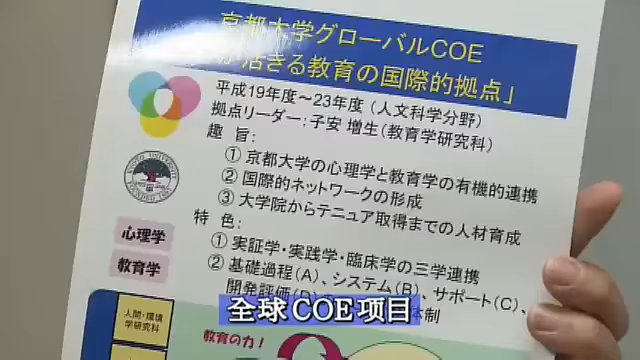 京都大学グローバルCOE
が活きる教育の国際的拠点」
平成19年度～23年度（人文科学分野）
拠点リーダー：子安 増生（教育学研究科）
趣 旨：
① 京都大学の心理学と教育学の有機的連携
② 国際的ネットワークの形成
③ 大学院からテニュア取得までの人材育成
特 色：
① 実証学・実践学・臨床学の三学連携
② 基礎過程（A）、システム（B）、サポート（C）、
開発評価（D）
体制
KYOTO UNIVERSITY
FOUNDED 1897
心理学
教育学
人間・環境
学研究科
教育の力！
全球COE项目